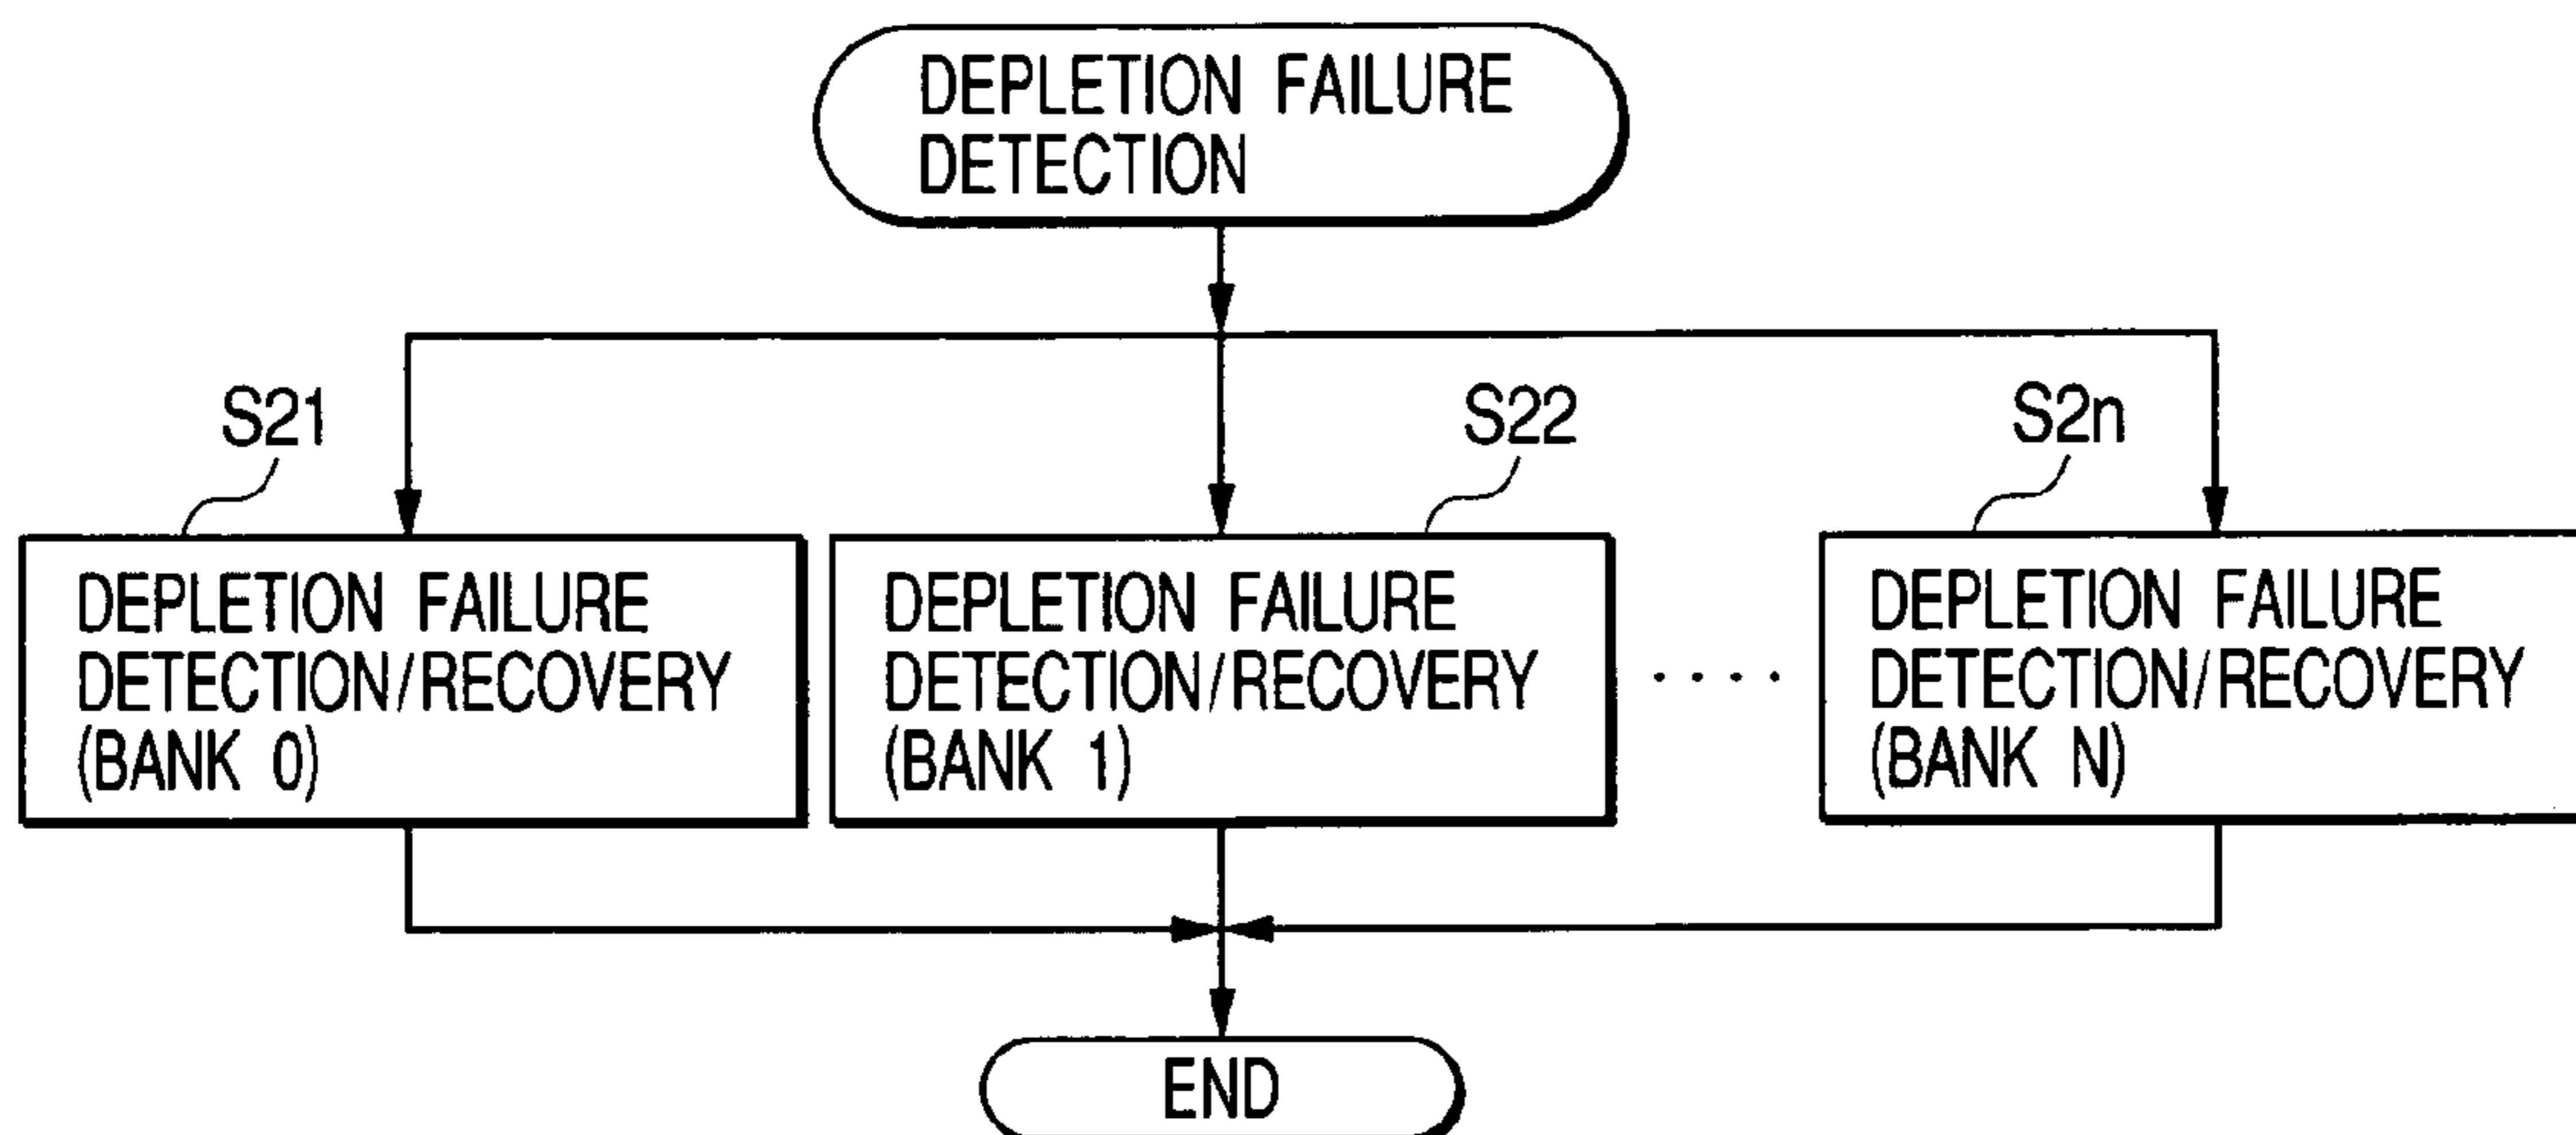 DEPLETION FAILURE
DETECTION
S21
S22
S2n
DEPLETION FAILURE
DETECTION/RECOVERY
(BANK 0)
DEPLETION FAILURE
DETECTION/RECOVERY
(BANK 1)
. . . .
DEPLETION FAILURE
DETECTION/RECOVERY
(BANK N)
END